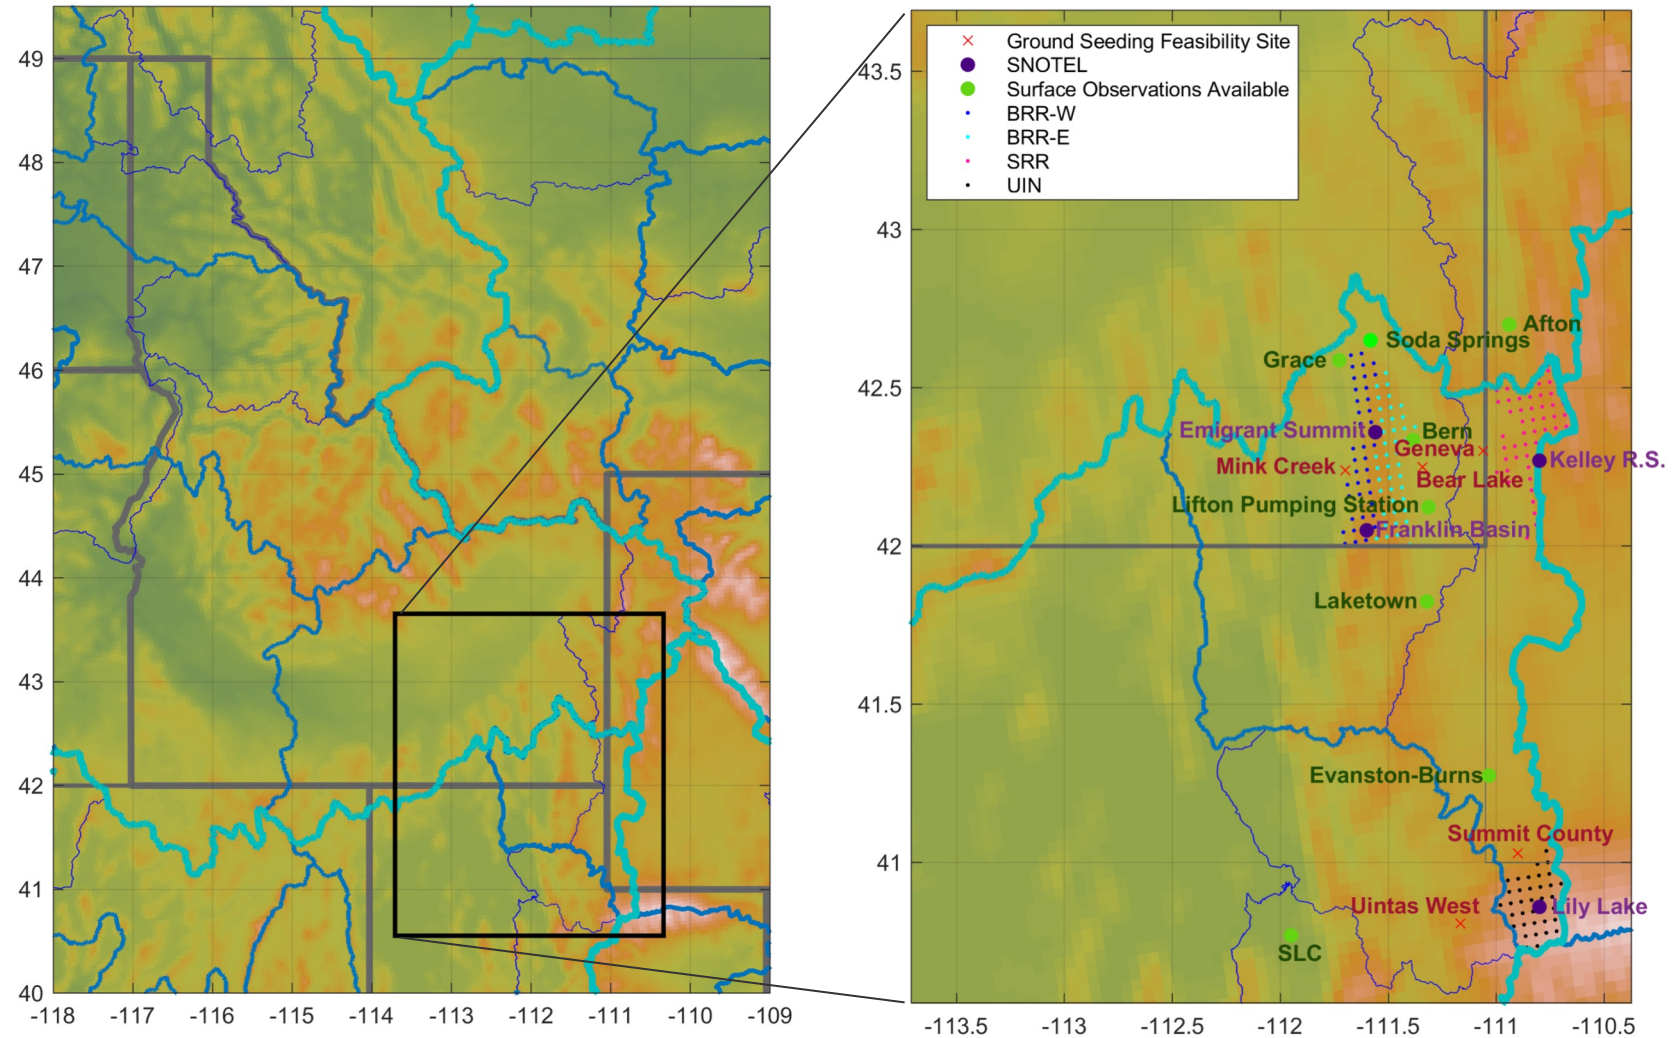 49
48
47
46
45
44
43
42
41
40
-118
-117
-116
-115
-114
-113
-112
-111
-110
-109
Ground Seeding Feasibility Site
SNOTEL
Surface Observations Available
BRR-W
BRR-E
SRR
UIN
43.5
43
42.5
42
41.5
41
Afton
Soda Springs
Grace
Emigrant Summit
Bern
Geneva
Kelley R.S.
Mink Creek
Bear Lake
Lifton Pumping Station
Franklin Basin
Laketown
Evanston-Burns
Summit County
Uintas West
Lily Lake
SLC
-113.5
-113
-112.5
-112
-111.5
-111
-110.5